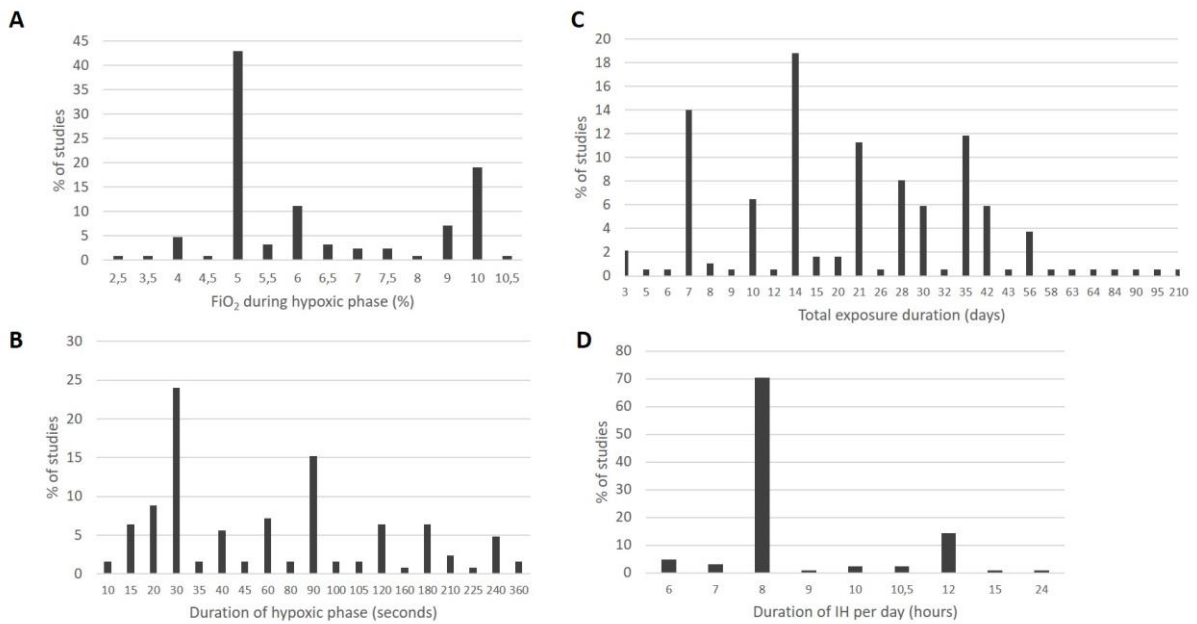 A
45
40
35
30
25
20
15
10
5
0
% of studies
2,5 3,5 4 4,5 5 5,5 6 6,5 7 7,5 8 9 10 10,5
FiO₂ during hypoxic phase (%)
B
30
25
20
15
10
5
0
% of studies
10 15 20 30 35 40 45 60 80 90 100 105 120 160 180 210 225 240 360
Duration of hypoxic phase (seconds)
C
20
18
16
14
12
10
8
6
4
2
0
% of studies
3 5 6 7 8 9 10 12 14 15 20 21 26 28 30 32 35 42 43 56 58 63 64 84 90 95 210
Total exposure duration (days)
D
80
70
60
50
40
30
20
10
0
% of studies
6 7 8 9 10 10,5 12 15 24
Duration of IH per day (hours)